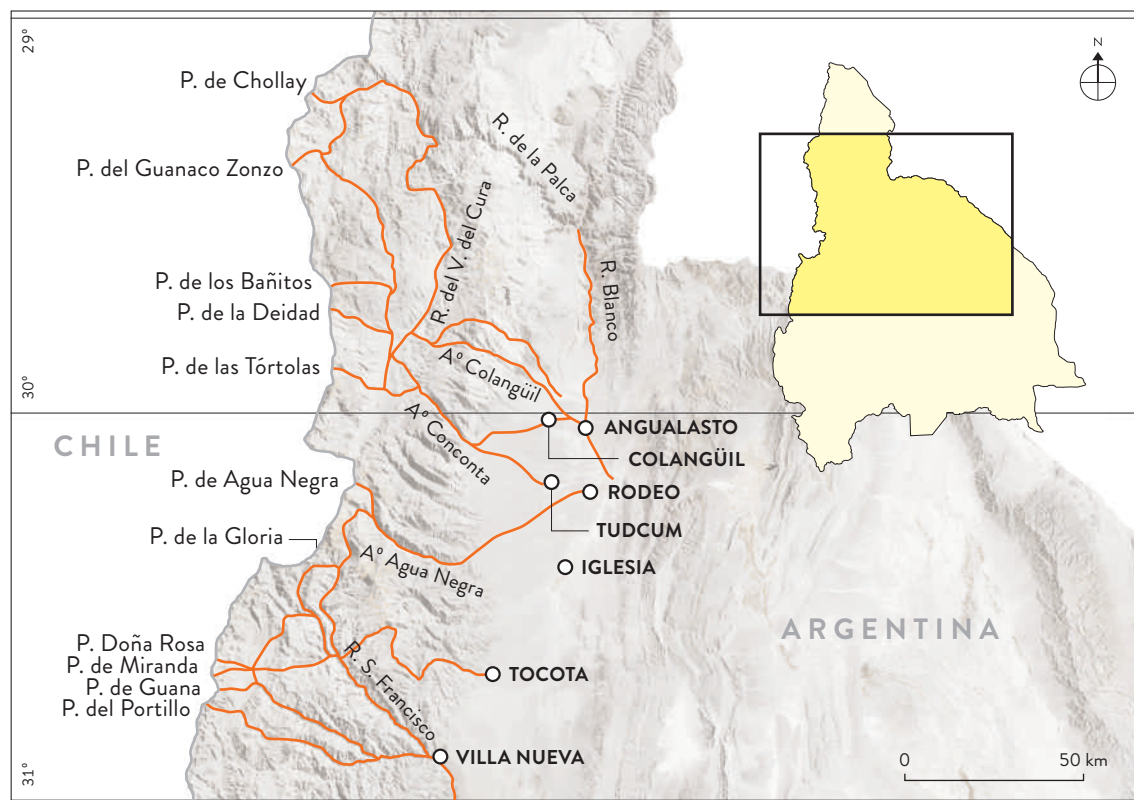 29°
N
P. de Chollay
R. de la Palca
P. del Guanaco Zonzo
R. del V. del Cura
R. Blanco
P. de los Bañitos
P. de la Deidad
Aº Colangüil
P. de las Tórtolas
30°
Aº Conconta
ANGUALASTO
CHILE
COLANGÜIL
P. de Agua Negra
RODEO
TUDCUM
P. de la Gloria
Aº Agua Negra
IGLESIA
ARGENTINA
P. Doña Rosa
R. S. Francisco
P. de Miranda
TOCOTA
P. de Guana
P. del Portillo
VILLA NUEVA
31°
0 50 km